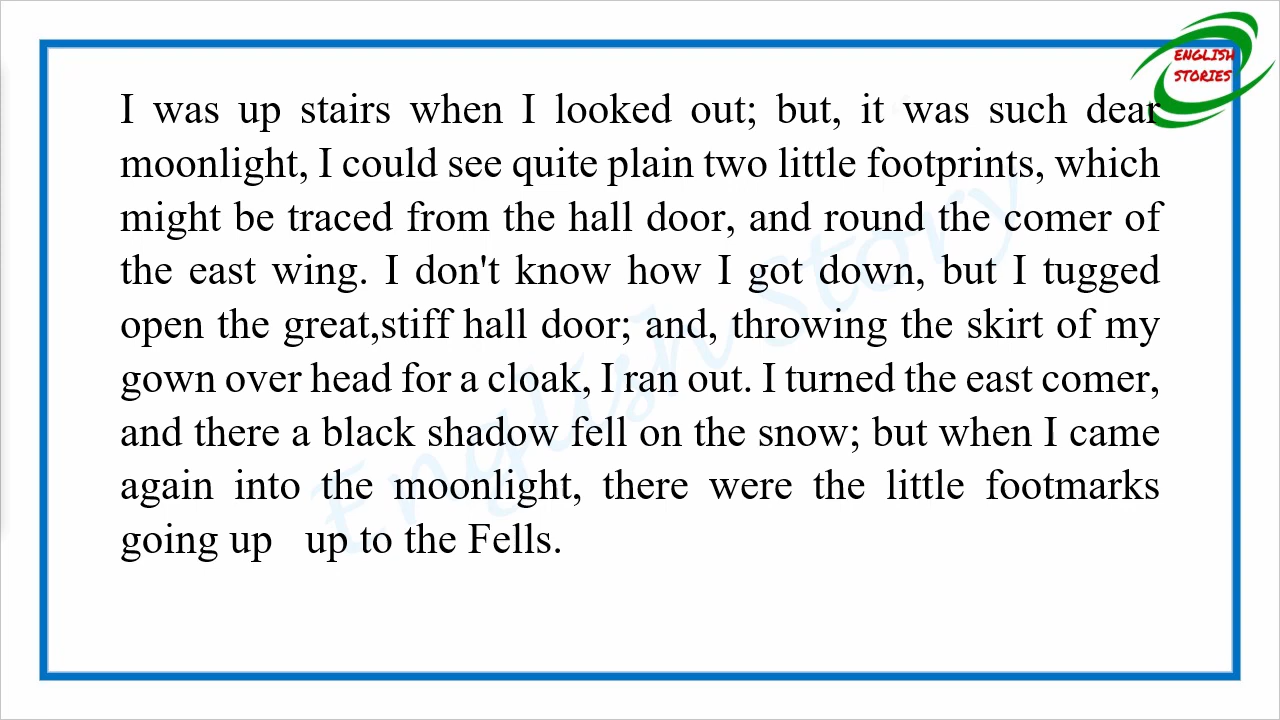 ENGLISH
STORIES
I was up stairs when I looked out; but, it was such dear
moonlight, I could see quite plain two little footprints, which
might be traced from the hall door, and round the comer of
the east wing. I don't know how I got down, but I tugged
open the great,stiff hall door; and, throwing the skirt of my
gown over head for a cloak, I ran out. I turned the east comer,
and there a black shadow fell on the snow; but when I came
again into the moonlight, there were the little footmarks
going up   up to the Fells.
English Story